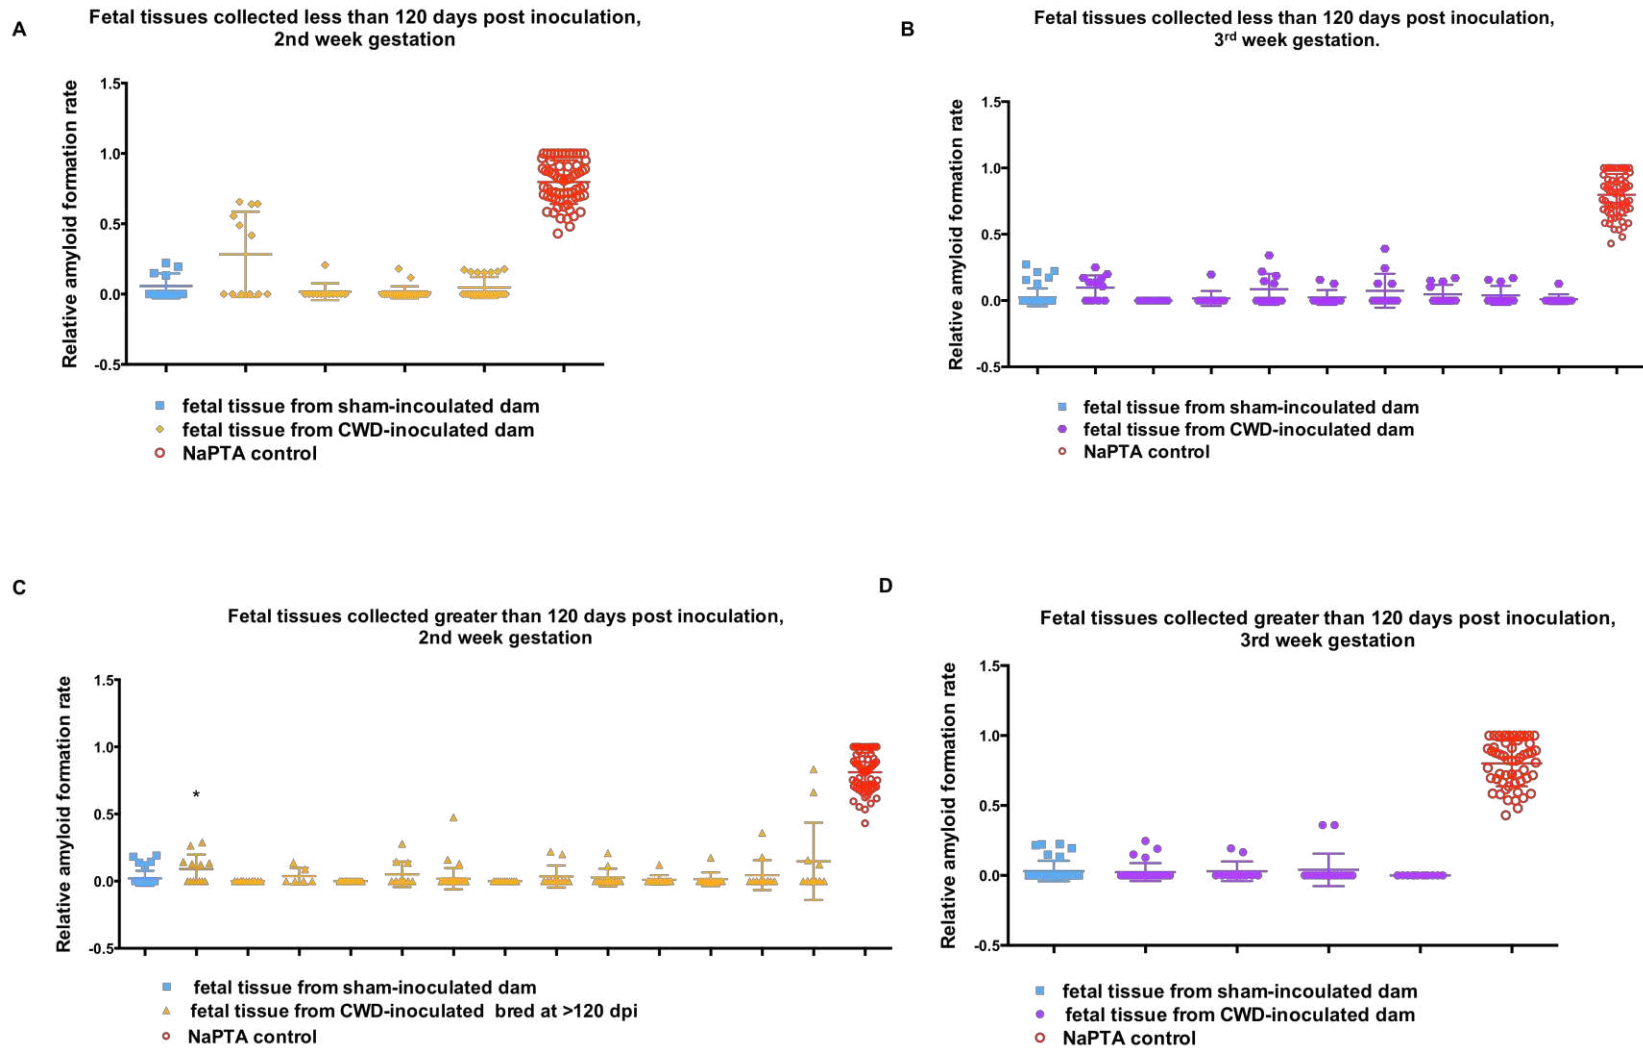 A
Fetal tissues collected less than 120 days post inoculation,
2nd week gestation
Relative amyloid formation rate
1.5
1.0
0.5
0.0
-0.5
fetal tissue from sham-incoulated dam
fetal tissue from CWD-inoculated dam
NaPTA control
B
Fetal tissues collected less than 120 days post inoculation,
3rd week gestation.
Relative amyloid formation rate
1.5
1.0
0.5
0.0
-0.5
fetal tissue from sham-inoculated dam
fetal tissue from CWD-inoculated dam
NaPTA control
C
Fetal tissues collected greater than 120 days post inoculation,
2nd week gestation
Relative amyloid formation rate
1.5
1.0
0.5
0.0
-0.5
*
fetal tissue from sham-inoculated dam
fetal tissue from CWD-inoculated bred at >120 dpi
NaPTA control
D
Fetal tissues collected greater than 120 days post inoculation,
3rd week gestation
Relative amyloid formation rate
1.5
1.0
0.5
0.0
-0.5
fetal tissue from sham-incoulated dam
fetal tissue from CWD-inoculated dam
NaPTA control